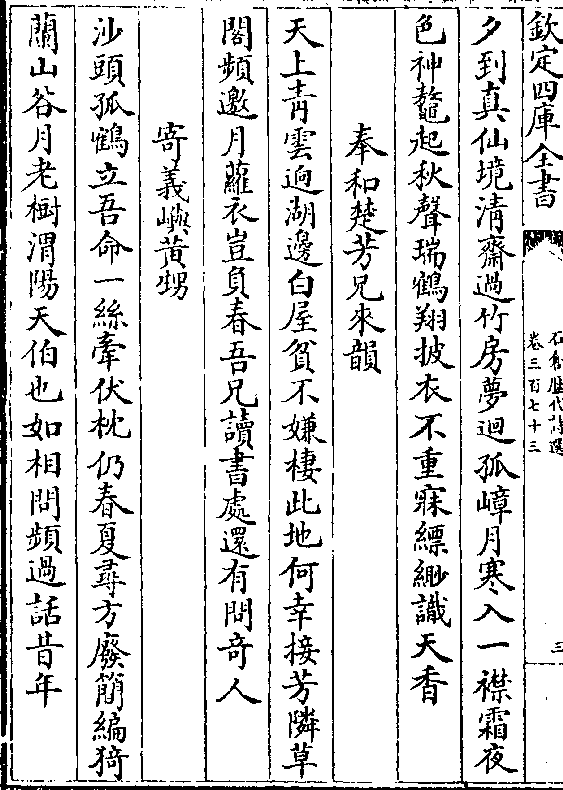 欽定四庫全書
石倉歷代詩選
卷三百七十三
三
夕到真仙境清齋過竹房夢迴孤嶂月寒入一襟霜夜
色神鼇起秋聲瑞鶴翔披衣不重寐縹緲識天香
奉和楚芳兄來韻
天上青雲逈湖邊白屋貧不嫌棲此地何幸接芳隣草
閣頻邀月蘿衣豈負春吾兄讀書處還有問奇人
寄義嶼黃甥
沙頭孤鶴立吾命一絲牽伏枕仍春夏尋方廢簡編猗
蘭山谷月老樹渭陽天伯也如相問頻過話昔年